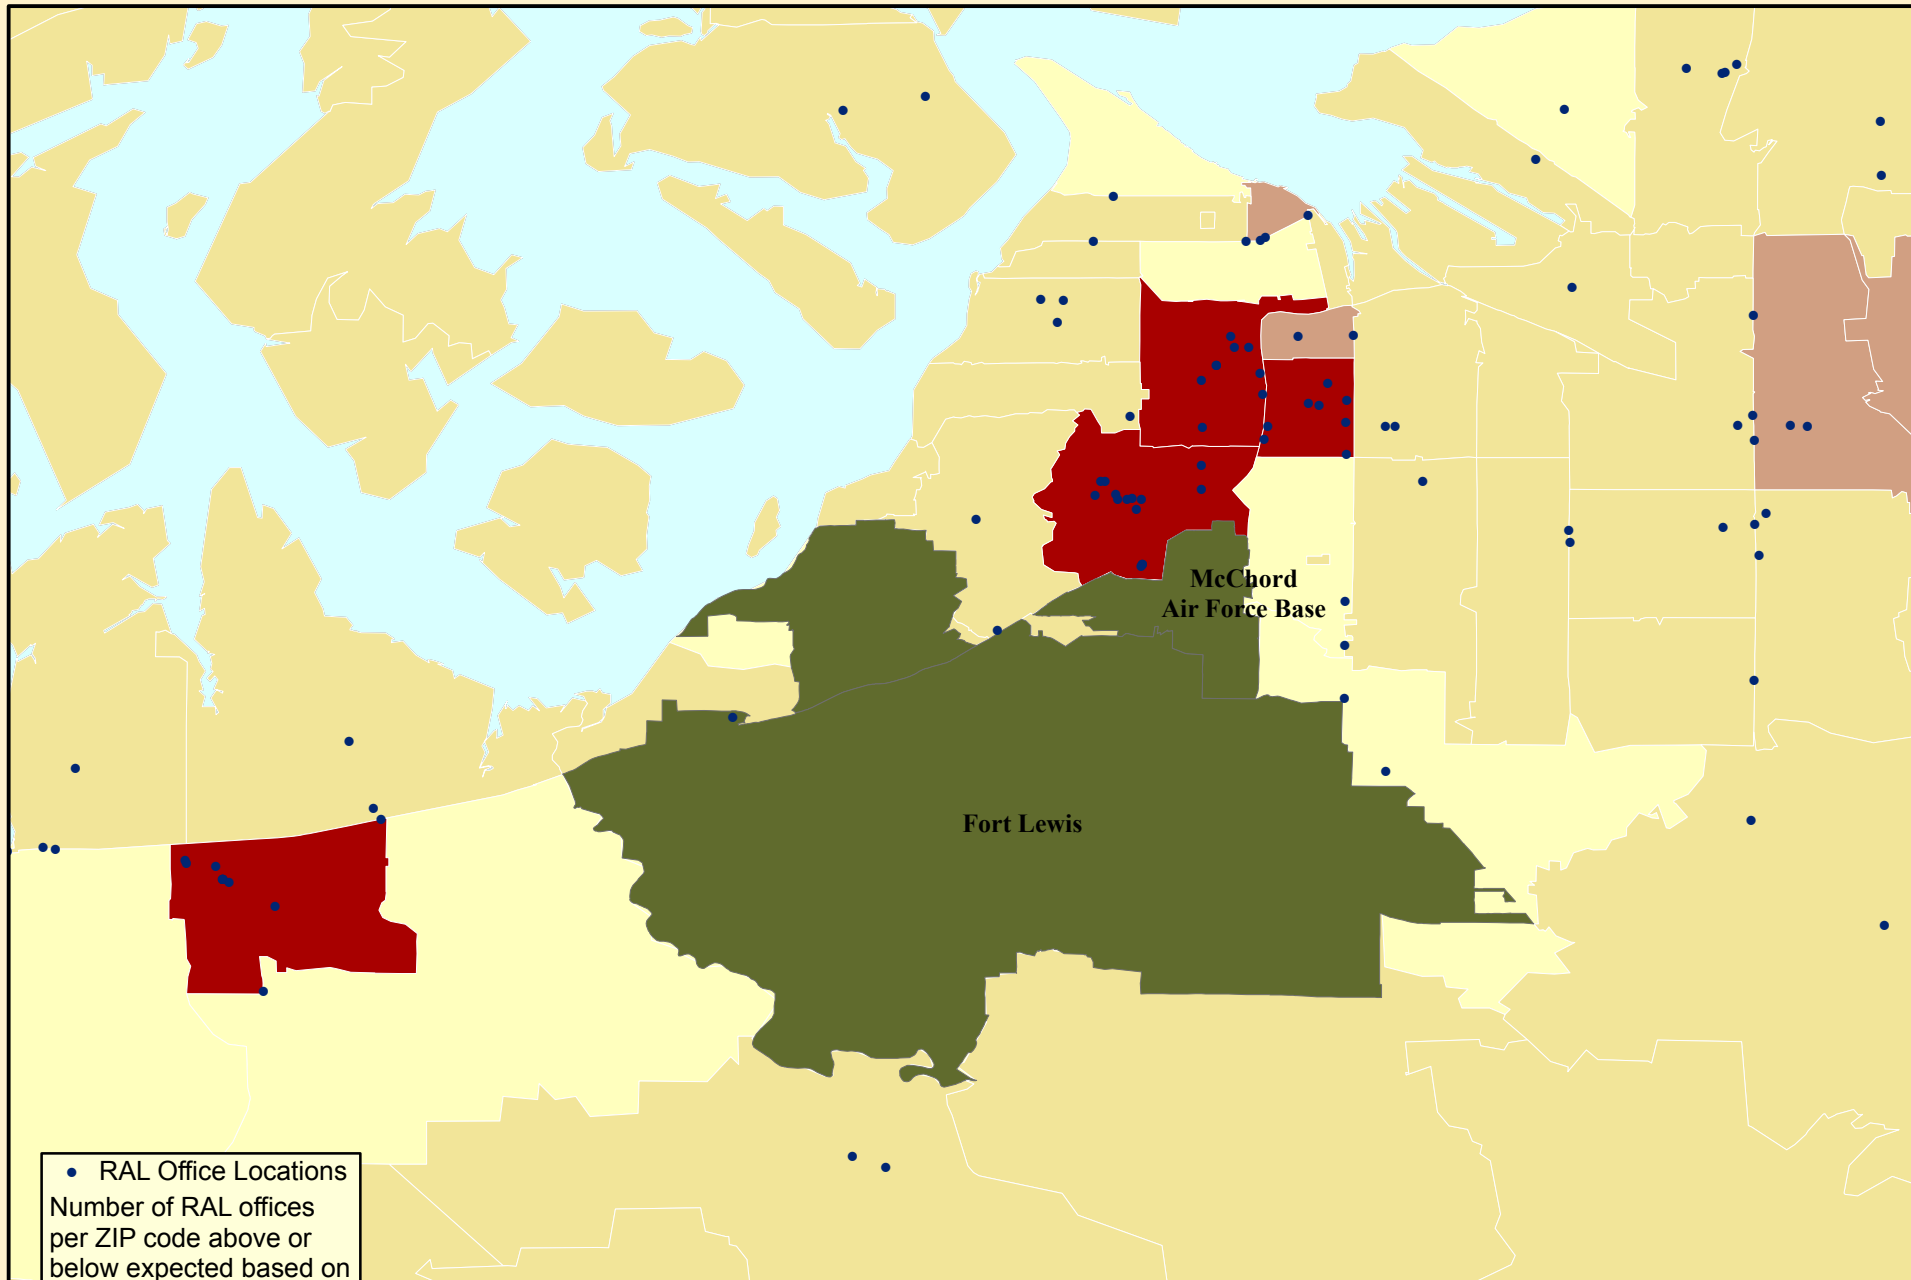 McChord
Air Force Base
Fort Lewis
RAL Office Locations
Number of RAL offices
per ZIP code above or
below expected based on